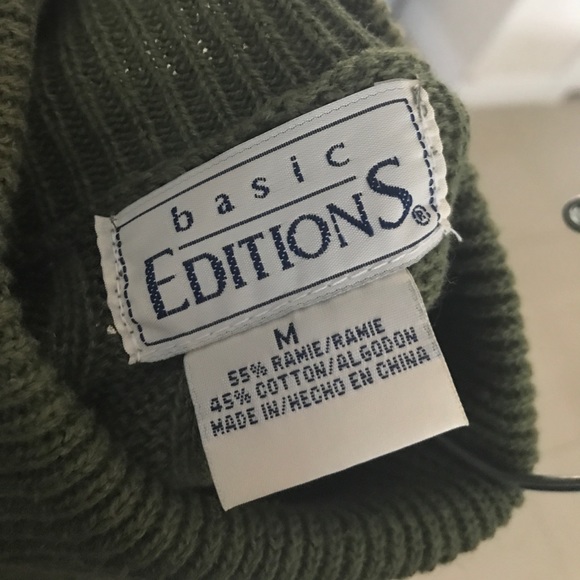 basic
EDITIONS®
M
55% RAMIE/RAMIE
45% COTTON/ALGODON
MADE IN/HECHO EN CHINA